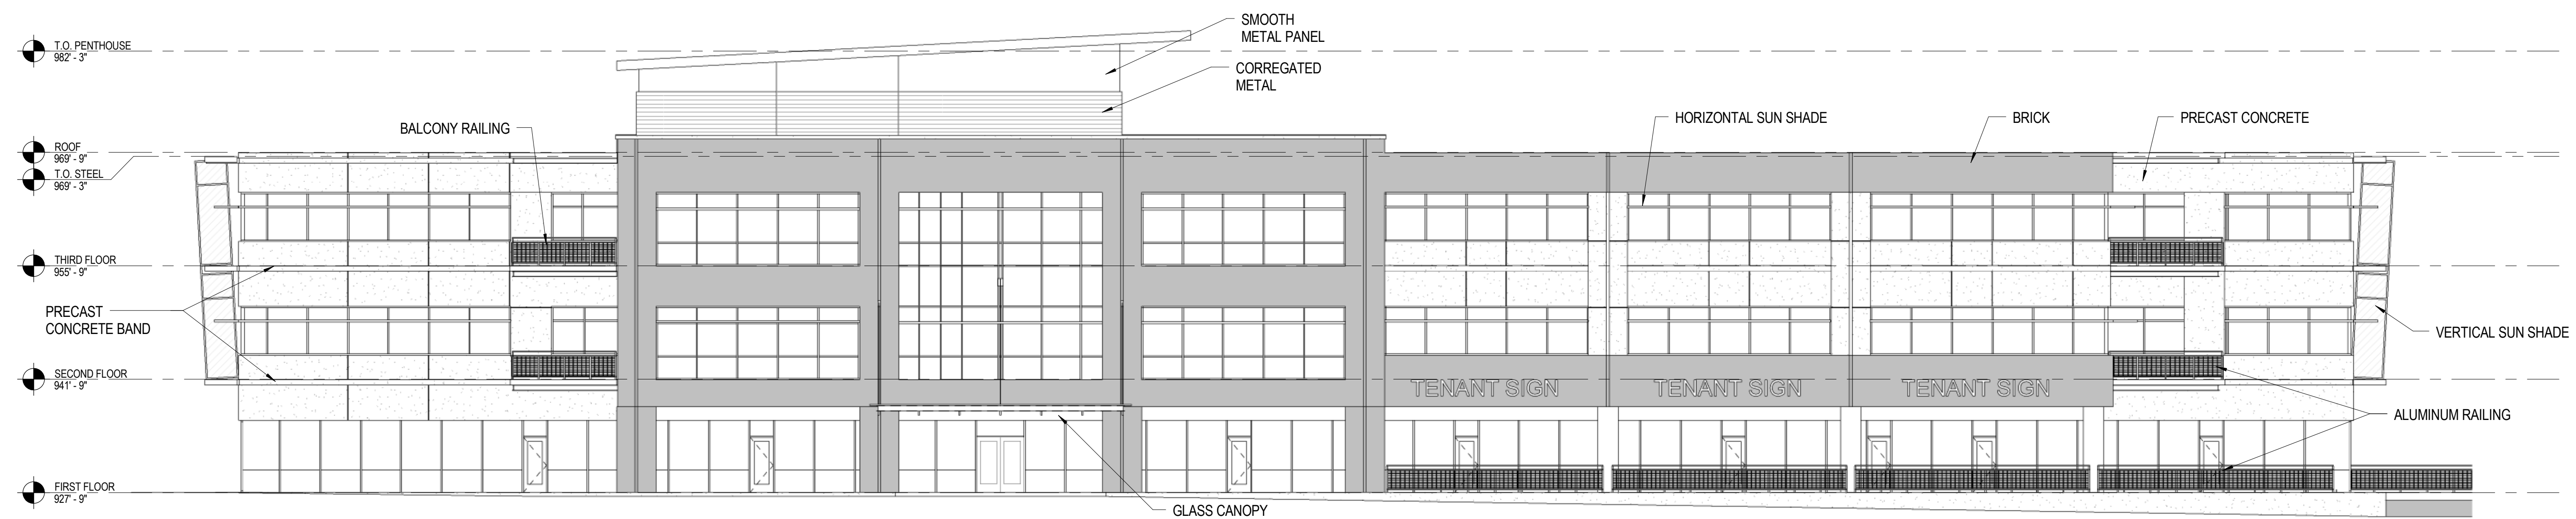 SMOOTH
METAL PANEL
T.O. PENTHOUSE
982' - 3"
CORREGATED
METAL
BALCONY RAILING
HORIZONTAL SUN SHADE
BRICK
PRECAST CONCRETE
ROOF
969' - 9"
T.O. STEEL
969' - 3"
THIRD FLOOR
955' - 9"
PRECAST
CONCRETE BAND
VERTICAL SUN SHADE
SECOND FLOOR
941' - 9"
TENANT SIGN
TENANT SIGN
TENANT SIGN
ALUMINUM RAILING
FIRST FLOOR
927' - 9"
GLASS CANOPY